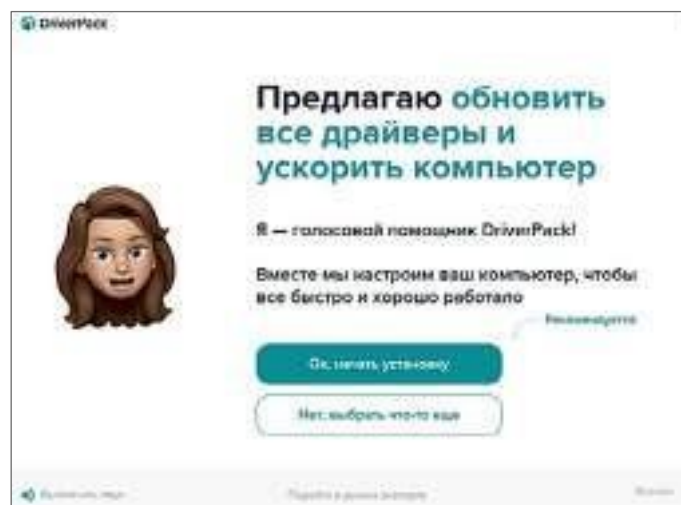 DriverPack
Предлагаю обновить
все драйверы и
ускорить компьютер
Я — голосовой помощник DriverPack!
Вместе мы настроим ваш компьютер, чтобы
все быстро и хорошо работало
Рекомендуется
Ок, начать установку
Нет, выбрать что-то еще